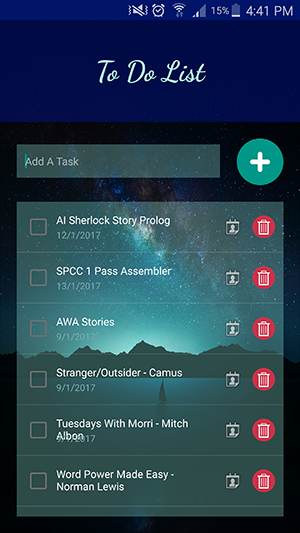 15% 4:41 PM
To Do List
Add A Task
AI Sherlock Story Prolog
12/1/2017
SPCC 1 Pass Assembler
13/1/2017
AWA Stories
9/1/2017
Stranger/Outsider - Camus
9/1/2017
Tuesdays With Morri - Mitch
Albon
9/1/2017
Word Power Made Easy -
Norman Lewis